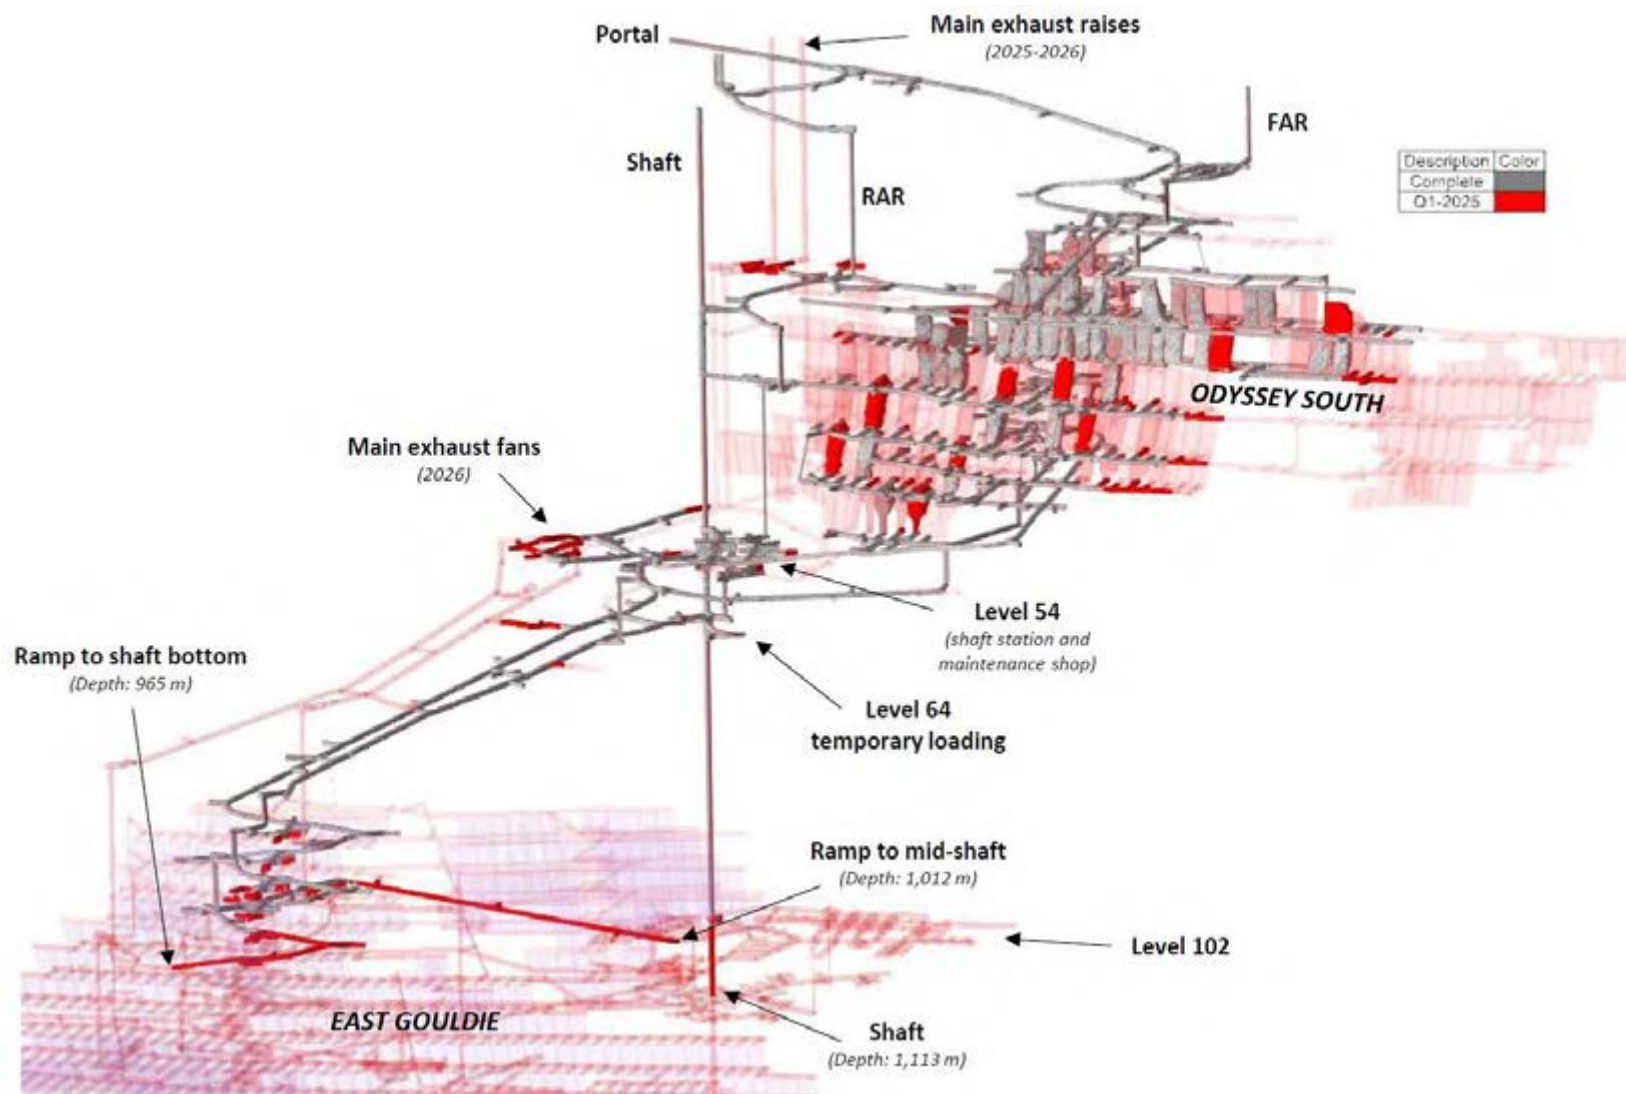 Portal
Main exhaust raises
(2025-2026)
FAR
Shaft
RAR
Description Color
Complete
Q1-2025
ODYSSEY SOUTH
Main exhaust fans
(2026)
Level 54
(shaft station and
maintenance shop)
Ramp to shaft bottom
(Depth: 965 m)
Level 64
temporary loading
Ramp to mid-shaft
(Depth: 1,012 m)
Level 102
EAST GOULDIE
Shaft
(Depth: 1,113 m)